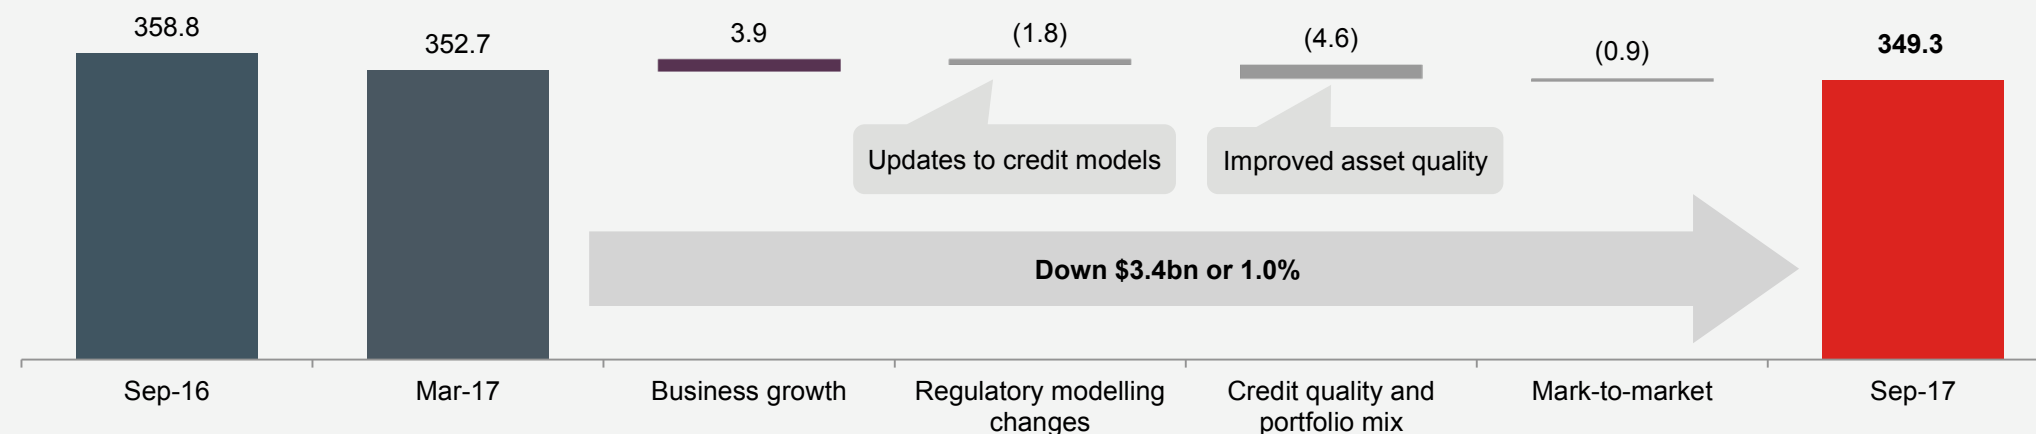 358.8
352.7
3.9
(1.8)
(4.6)
(0.9)
349.3
Updates to credit models
Improved asset quality
Down $3.4bn or 1.0%
Sep-16
Mar-17
Business growth
Regulatory modelling
changes
Credit quality and
portfolio mix
Mark-to-market
Sep-17